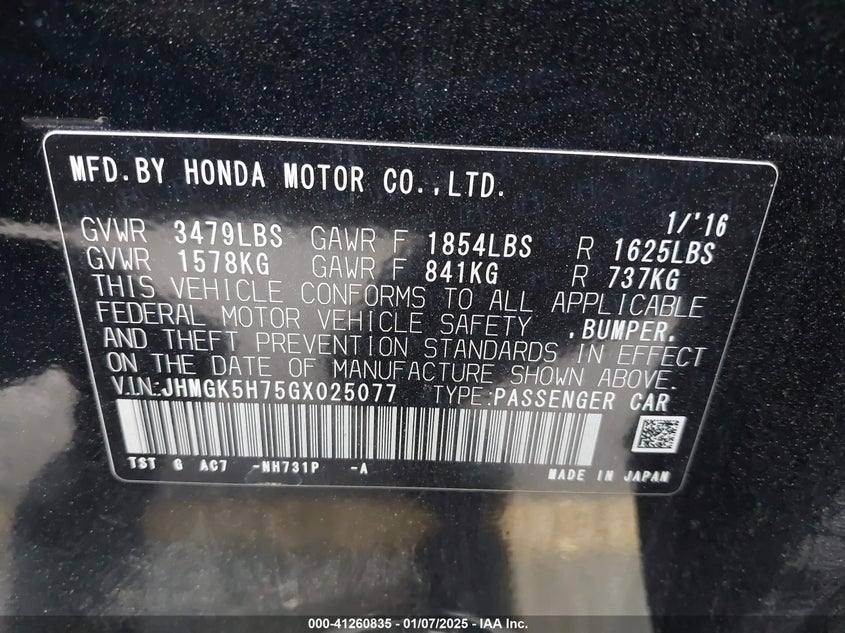 MFD.BY HONDA MOTOR CO.,LTD.
1/'16
GVWR 3479LBS GAWR F 1854LBS R 1625LBS
GVWR 1578KG GAWR F 841KG R 737KG
THIS VEHICLE CONFORMS TO ALL APPLICABLE
FEDERAL MOTOR VEHICLE SAFETY ,BUMPER,
AND THEFT PREVENTION STANDARDS IN EFFECT
ON THE DATE OF MANUFACTURE SHOWN ABOVE.
V.I.N:JHMGK5H75GX025077 TYPE:PASSENGER CAR
TST G AC7 -NH731P -A
MADE IN JAPAN
000-41260835 - 01/07/2025 - © IAA Inc.